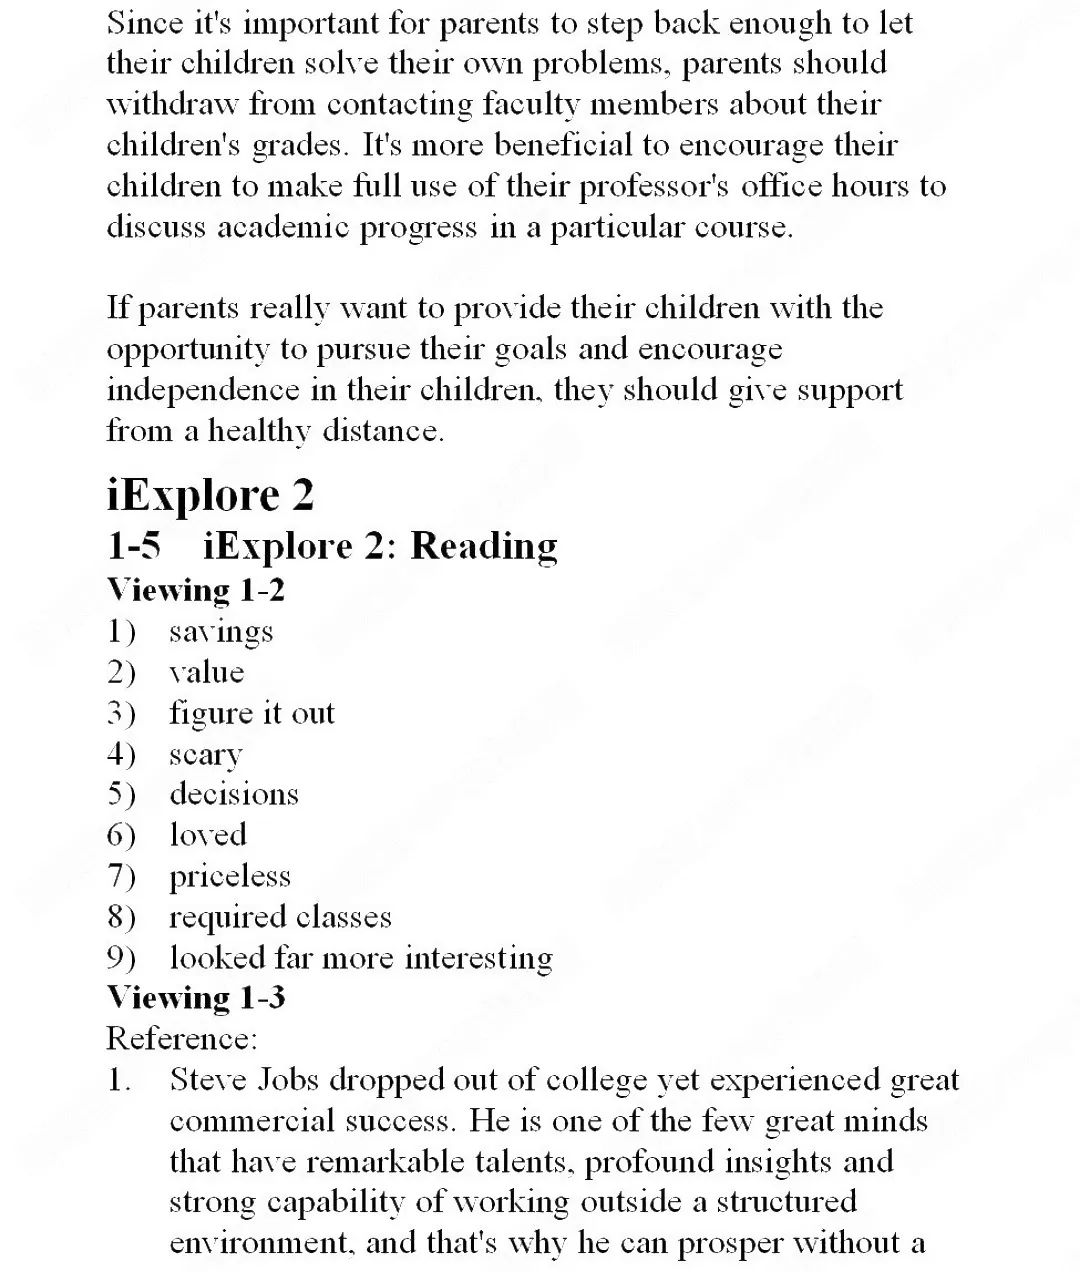 Since it's important for parents to step back enough to let
their children solve their own problems, parents should
withdraw from contacting faculty members about their
children's grades. It's more beneficial to encourage their
children to make full use of their professor's office hours to
discuss academic progress in a particular course.
If parents really want to provide their children with the
opportunity to pursue their goals and encourage
independence in their children, they should give support
from a healthy distance.
iExplore 2
1-5 iExplore 2: Reading
Viewing 1-2
1) savings
2) value
3) figure it out
4) scary
5) decisions
6) loved
7) priceless
8) required classes
9) looked far more interesting
Viewing 1-3
Reference:
1. Steve Jobs dropped out of college yet experienced great
commercial success. He is one of the few great minds
that have remarkable talents, profound insights and
strong capability of working outside a structured
environment, and that's why he can prosper without a